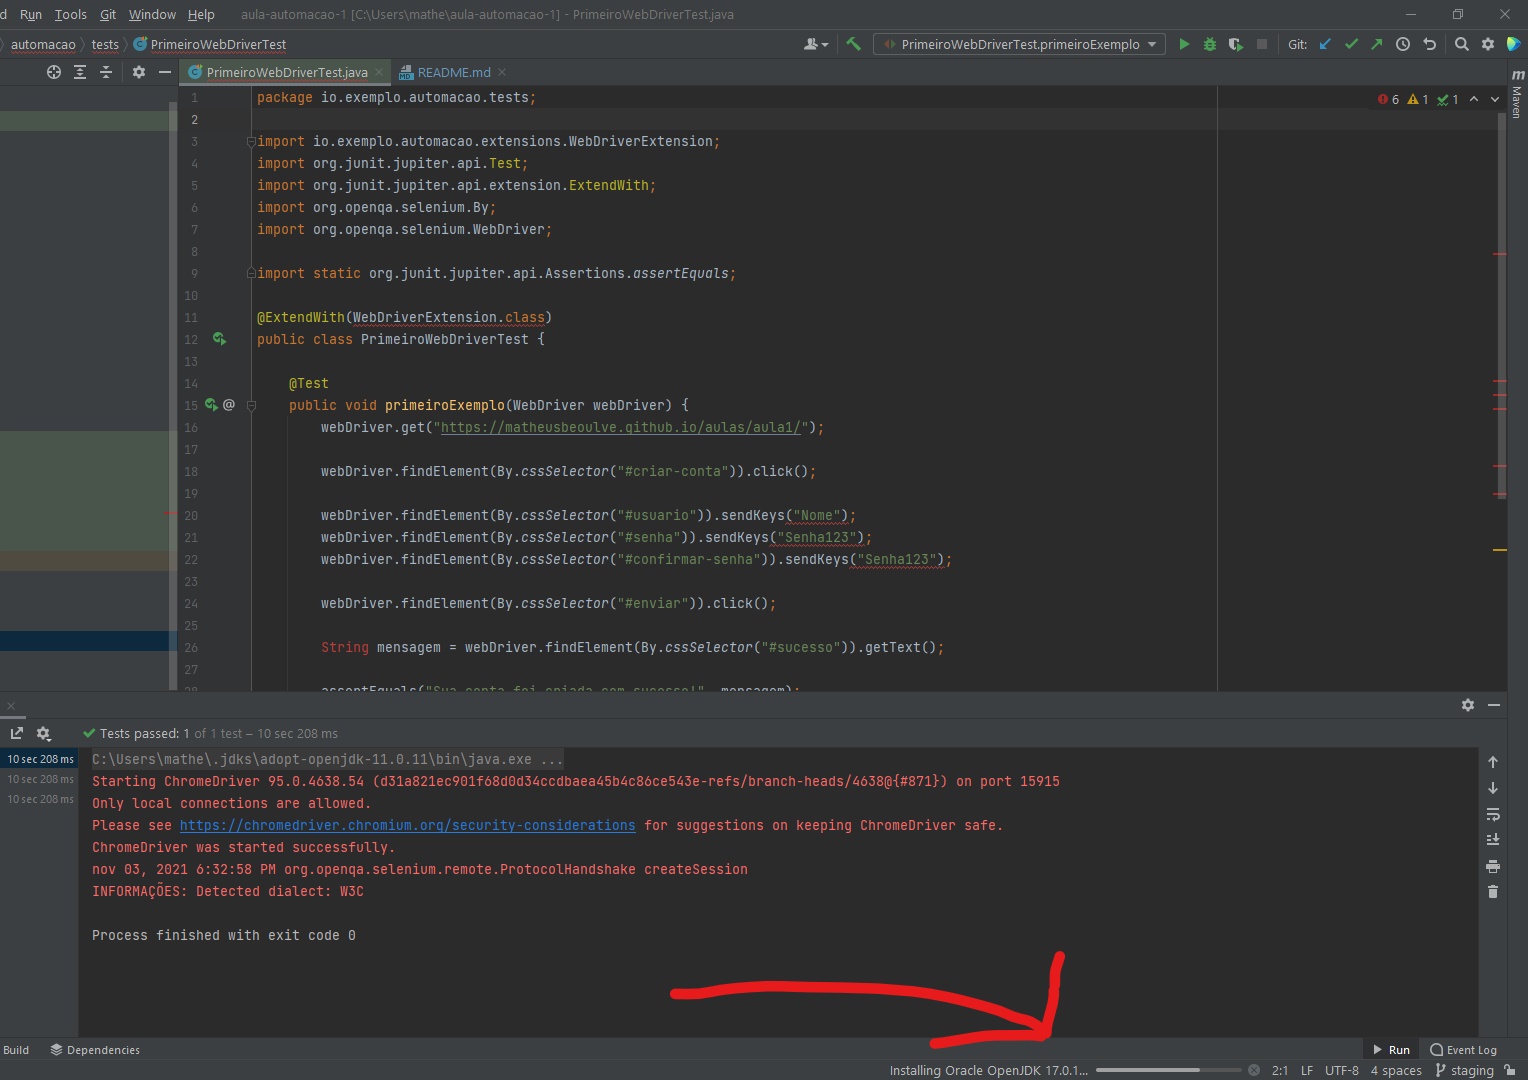 d Run Tools Git Window Help aula-automacao-1 [C:\Users\mathe\aula-automacao-1] - PrimeiroWebDriverTest.java
automacao tests PrimeiroWebDriverTest PrimeiroWebDriverTest.primeiroExemplo Git:
PrimeiroWebDriverTest.java README.md
m Maven
6 1 1
1 package io.exemplo.automacao.tests;
2
3 import io.exemplo.automacao.extensions.WebDriverExtension;
4 import org.junit.jupiter.api.Test;
5 import org.junit.jupiter.api.extension.ExtendWith;
6 import org.openqa.selenium.By;
7 import org.openqa.selenium.WebDriver;
8
9 import static org.junit.jupiter.api.Assertions.assertEquals;
10
11 @ExtendWith(WebDriverExtension.class)
12 public class PrimeiroWebDriverTest {
13
14 @Test
15 @ public void primeiroExemplo(WebDriver webDriver) {
16 webDriver.get("https://matheusbeoulve.github.io/aulas/aula1/");
17
18 webDriver.findElement(By.cssSelector("#criar-conta")).click();
19
20 webDriver.findElement(By.cssSelector("#usuario")).sendKeys("Nome");
21 webDriver.findElement(By.cssSelector("#senha")).sendKeys("Senha123");
22 webDriver.findElement(By.cssSelector("#confirmar-senha")).sendKeys("Senha123");
23
24 webDriver.findElement(By.cssSelector("#enviar")).click();
25
26 String mensagem = webDriver.findElement(By.cssSelector("#sucesso")).getText();
27
28 assertEquals("Sua conta foi criada com sucesso!", mensagem);
Tests passed: 1 of 1 test – 10 sec 208 ms
10 sec 208 ms C:\Users\mathe\.jdks\adopt-openjdk-11.0.11\bin\java.exe ...
10 sec 208 ms Starting ChromeDriver 95.0.4638.54 (d31a821ec901f68d0d34ccdbaea45b4c86ce543e-refs/branch-heads/4638@{#871}) on port 15915
10 sec 208 ms Only local connections are allowed.
Please see https://chromedriver.chromium.org/security-considerations for suggestions on keeping ChromeDriver safe.
ChromeDriver was started successfully.
nov 03, 2021 6:32:58 PM org.openqa.selenium.remote.ProtocolHandshake createSession
INFORMAÇÕES: Detected dialect: W3C
Process finished with exit code 0
Build Dependencies Run Event Log
Installing Oracle OpenJDK 17.0.1... 2:1 LF UTF-8 4 spaces staging